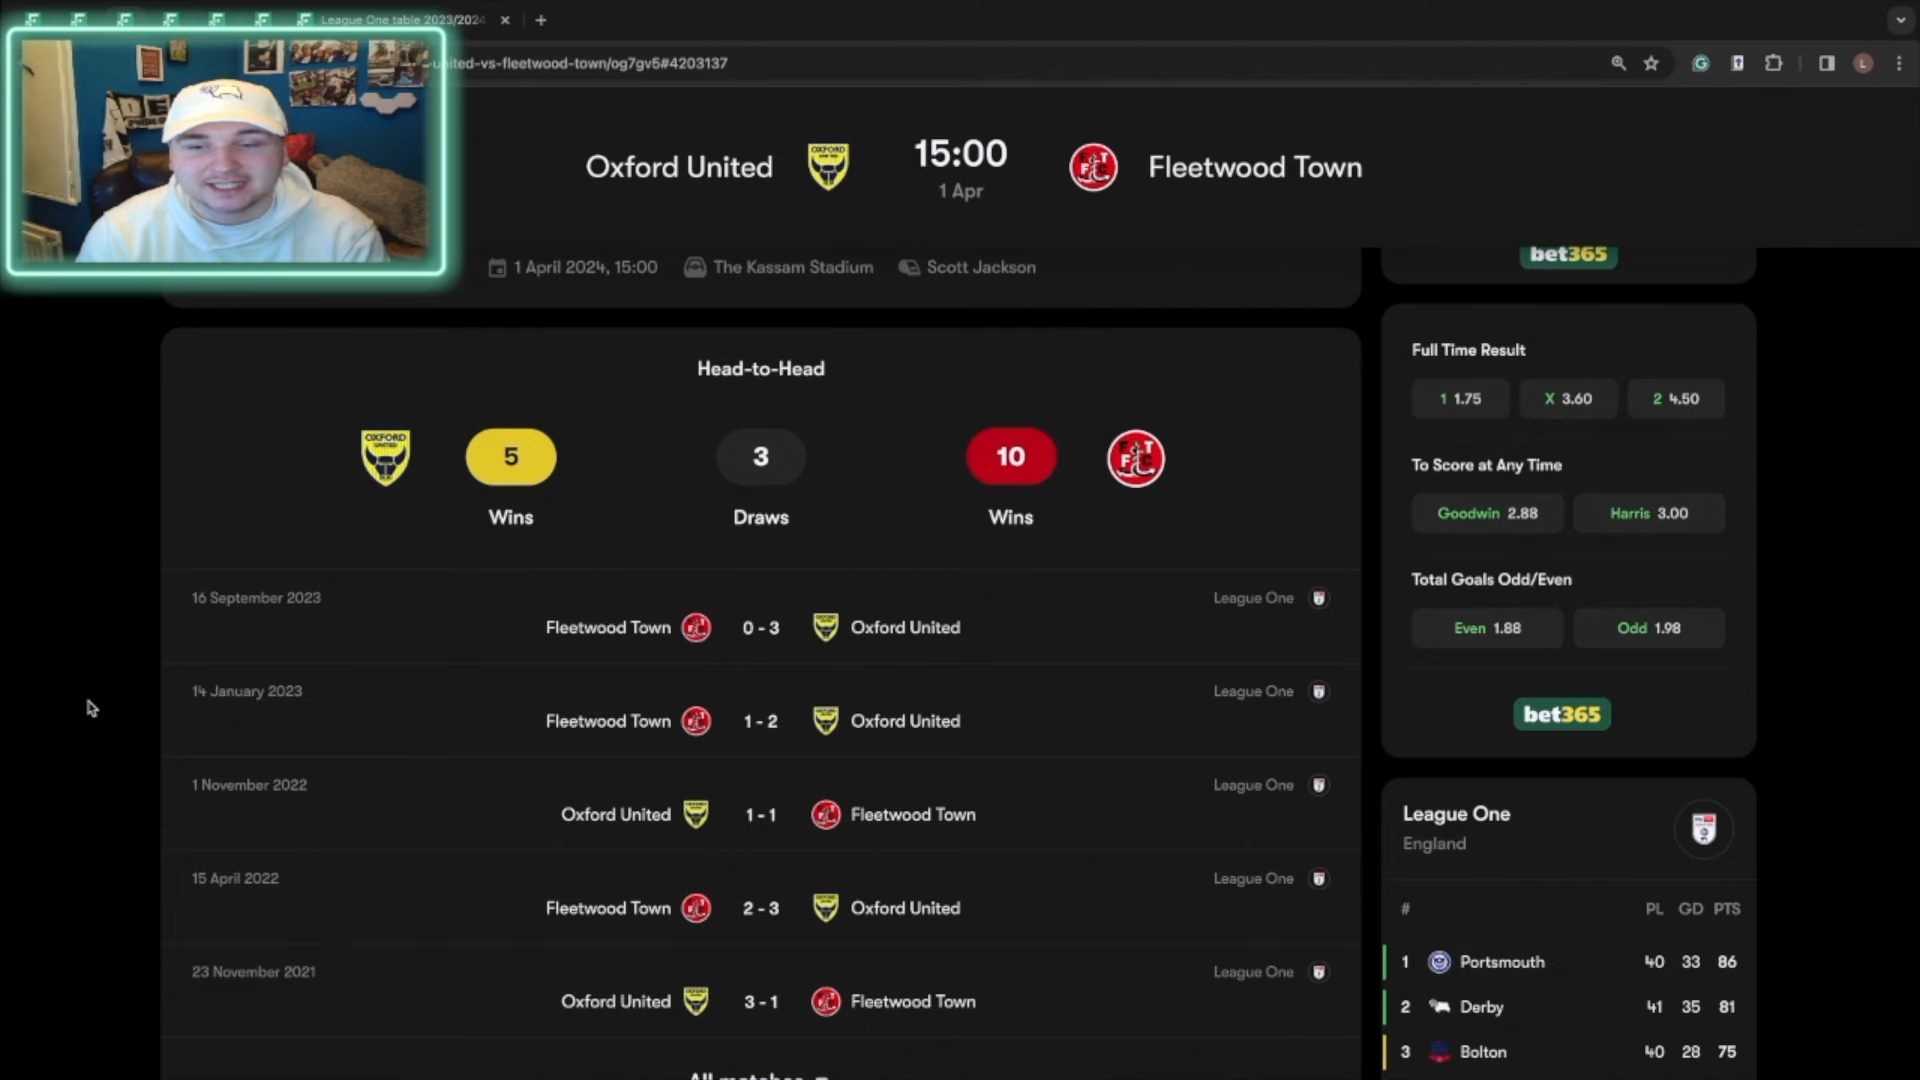 League One table 2023/2024
united-vs-fleetwood-town/og7gv5#4203137
Oxford United
15:00
1 Apr
Fleetwood Town
1 April 2024, 15:00
The Kassam Stadium
Scott Jackson
bet365
Head-to-Head
5
3
10
Wins
Draws
Wins
16 September 2023
League One
Fleetwood Town 0 - 3 Oxford United
14 January 2023
League One
Fleetwood Town 1 - 2 Oxford United
1 November 2022
League One
Oxford United 1 - 1 Fleetwood Town
15 April 2022
League One
Fleetwood Town 2 - 3 Oxford United
23 November 2021
League One
Oxford United 3 - 1 Fleetwood Town
All matches
Full Time Result
1 1.75
X 3.60
2 4.50
To Score at Any Time
Goodwin 2.88
Harris 3.00
Total Goals Odd/Even
Even 1.88
Odd 1.98
bet365
League One
England
# PL GD PTS
1 Portsmouth 40 33 86
2 Derby 41 35 81
3 Bolton 40 28 75